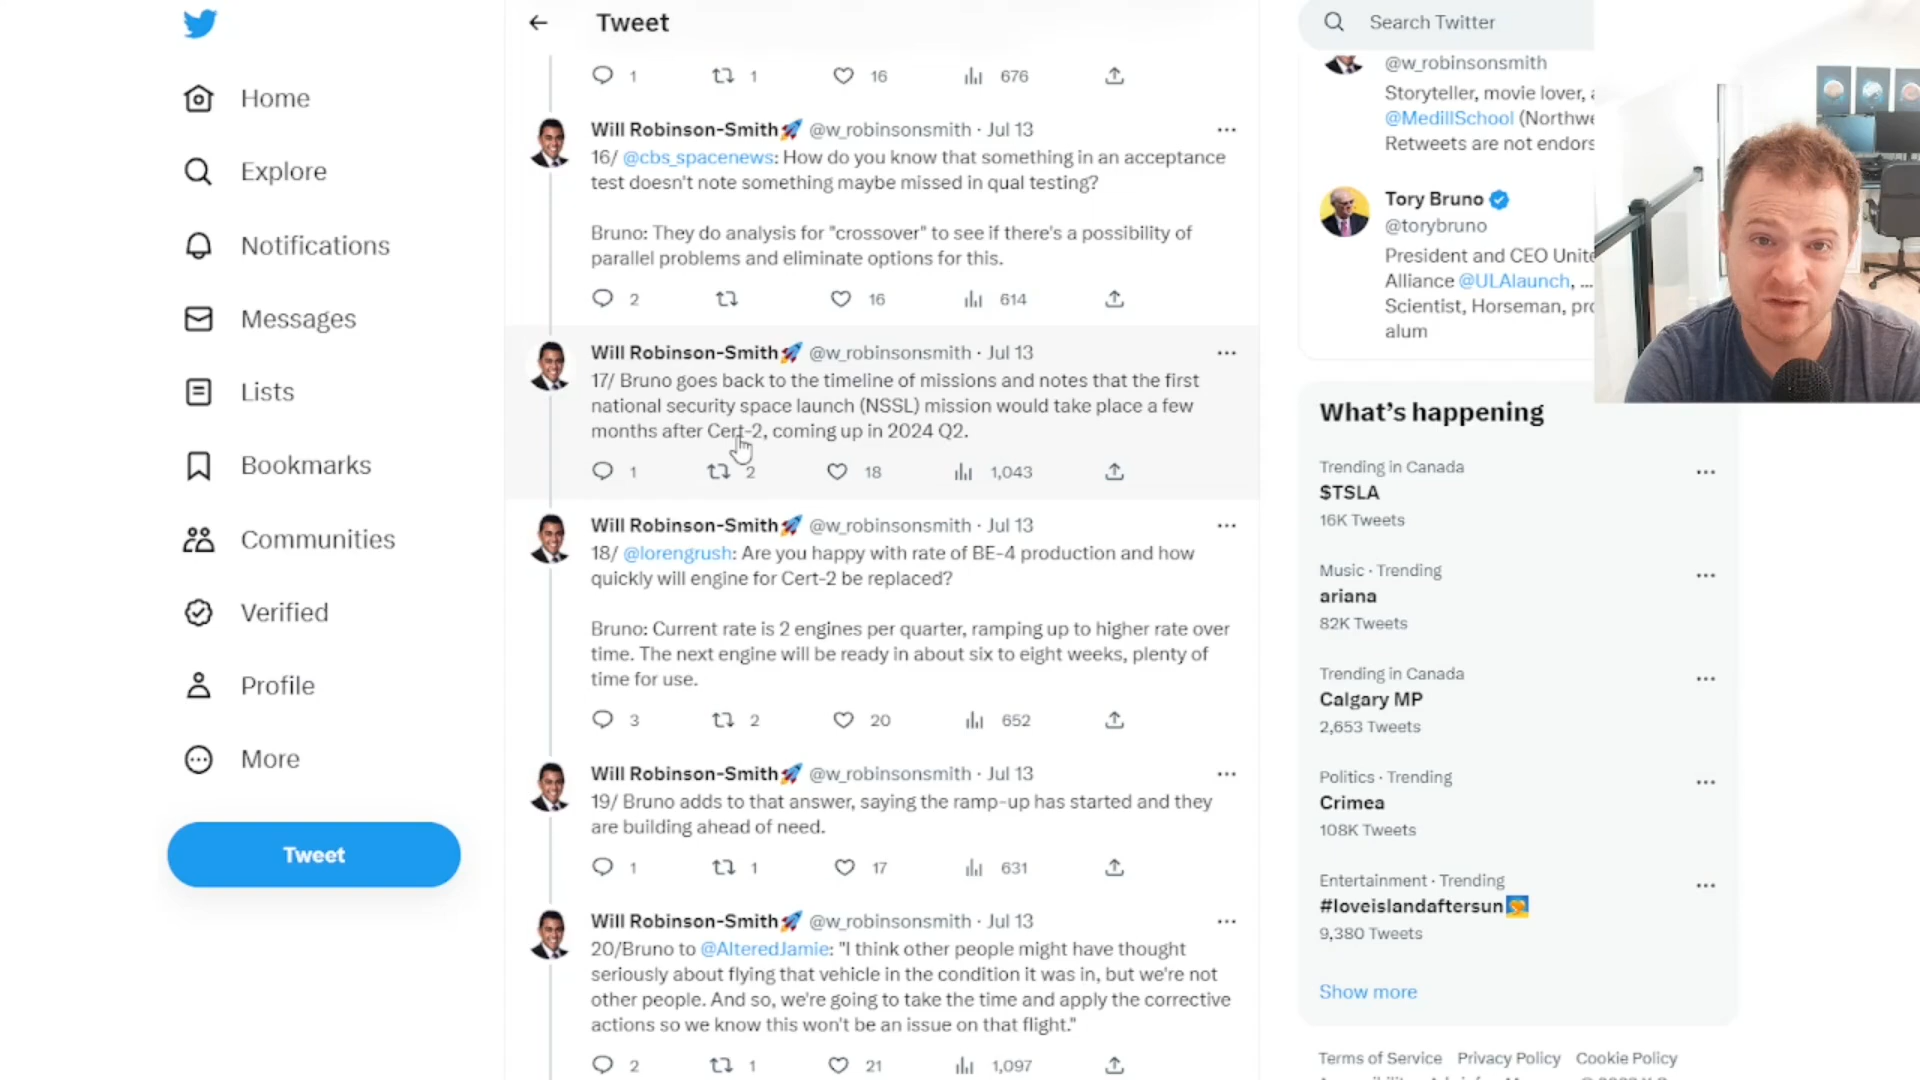 Tweet
Search Twitter
Home
Explore
Notifications
Messages
Lists
Bookmarks
Communities
Verified
Profile
More
Tweet
1 1 16 676
Will Robinson-Smith🚀 @w_robinsonsmith · Jul 13
16/ @cbs_spacenews: How do you know that something in an acceptance
test doesn't note something maybe missed in qual testing?
Bruno: They do analysis for "crossover" to see if there's a possibility of
parallel problems and eliminate options for this.
2 16 614
Will Robinson-Smith🚀 @w_robinsonsmith · Jul 13
17/ Bruno goes back to the timeline of missions and notes that the first
national security space launch (NSSL) mission would take place a few
months after Cert-2, coming up in 2024 Q2.
1 2 18 1,043
Will Robinson-Smith🚀 @w_robinsonsmith · Jul 13
18/ @lorengrush: Are you happy with rate of BE-4 production and how
quickly will engine for Cert-2 be replaced?
Bruno: Current rate is 2 engines per quarter, ramping up to higher rate over
time. The next engine will be ready in about six to eight weeks, plenty of
time for use.
3 2 20 652
Will Robinson-Smith🚀 @w_robinsonsmith · Jul 13
19/ Bruno adds to that answer, saying the ramp-up has started and they
are building ahead of need.
1 1 17 631
Will Robinson-Smith🚀 @w_robinsonsmith · Jul 13
20/Bruno to @AlteredJamie: "I think other people might have thought
seriously about flying that vehicle in the condition it was in, but we're not
other people. And so, we're going to take the time and apply the corrective
actions so we know this won't be an issue on that flight."
2 1 21 1,097
@w_robinsonsmith
Storyteller, movie lover,
@MedillSchool (Northwe
Retweets are not endors
Tory Bruno
@torybruno
President and CEO Unite
Alliance @ULAlaunch, ...
Scientist, Horseman, pro
alum
What's happening
Trending in Canada
$TSLA
16K Tweets
Music · Trending
ariana
82K Tweets
Trending in Canada
Calgary MP
2,653 Tweets
Politics · Trending
Crimea
108K Tweets
Entertainment · Trending
#loveislandaftersun
9,380 Tweets
Show more
Terms of Service Privacy Policy Cookie Policy